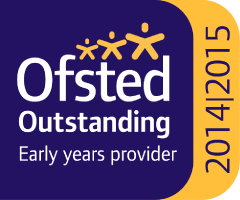 Ofsted
Outstanding
Early years provider
2014|2015